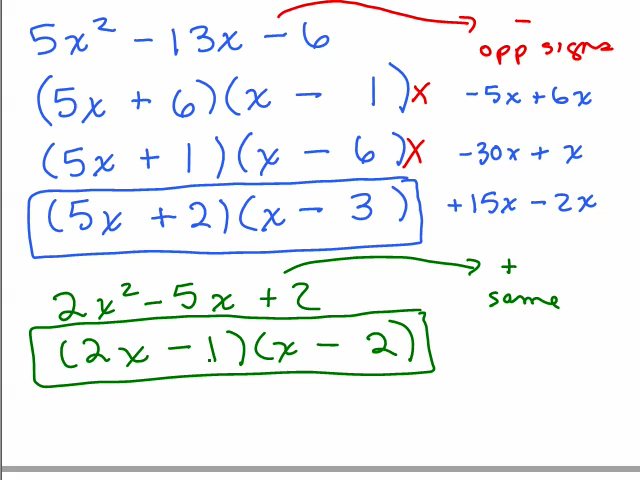 5x² - 13x - 6 → - opp signs
(5x + 6)(x - 1) x -5x + 6x
(5x + 1)(x - 6) x -30x + x
(5x + 2)(x - 3) +15x - 2x
2x² - 5x + 2 → + same
(2x - 1)(x - 2)